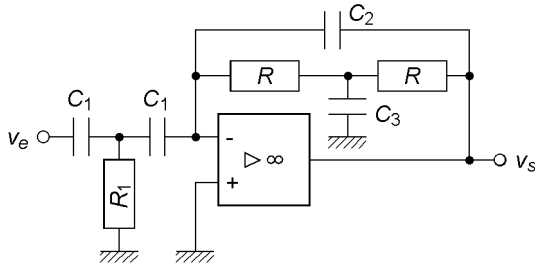 C2
R R
C1 C1 C3
ve - ▷ ∞ vs
+
R1